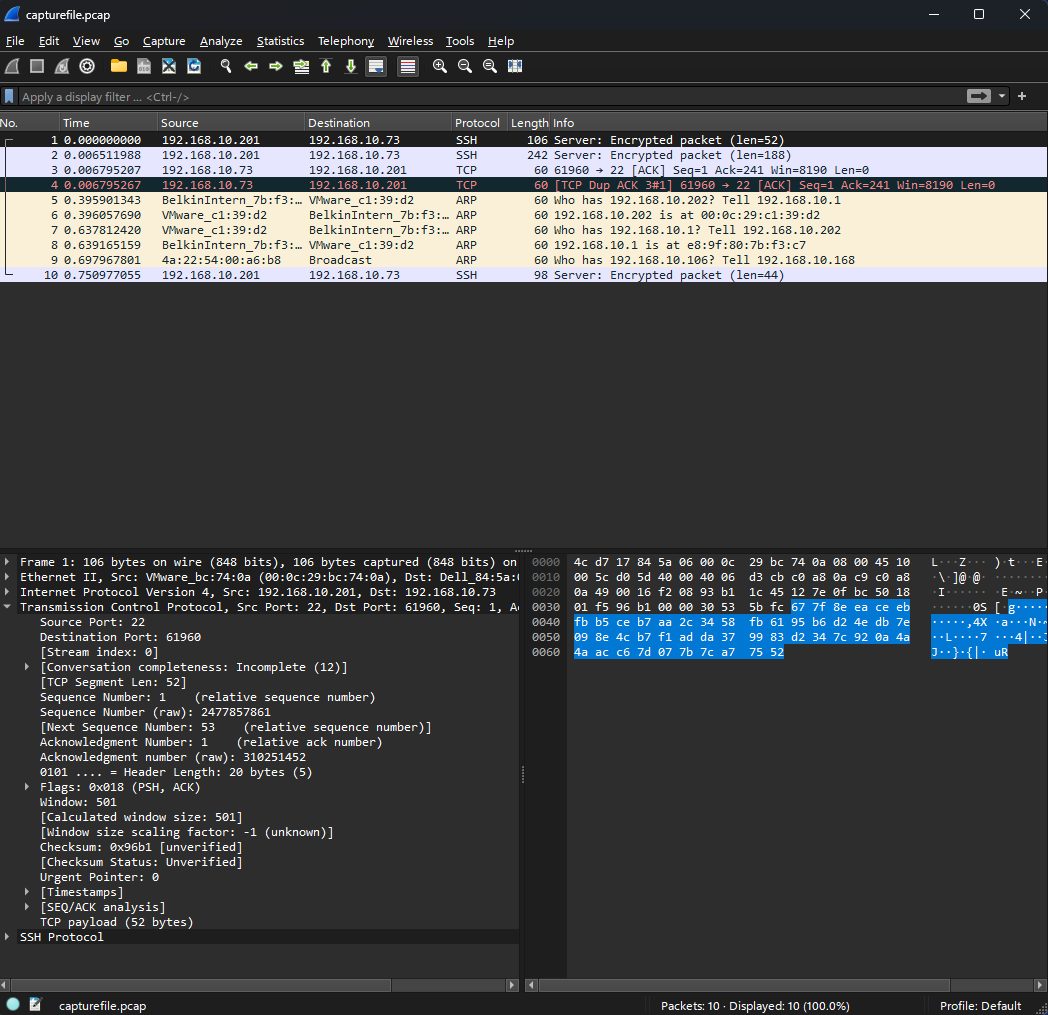 capturefile.pcap
File Edit View Go Capture Analyze Statistics Telephony Wireless Tools Help
Apply a display filter ... <Ctrl-/>
No. Time Source Destination Protocol Length Info
1 0.000000000 192.168.10.201 192.168.10.73 SSH 106 Server: Encrypted packet (len=52)
2 0.006511988 192.168.10.201 192.168.10.73 SSH 242 Server: Encrypted packet (len=188)
3 0.006795207 192.168.10.73 192.168.10.201 TCP 60 61960 → 22 [ACK] Seq=1 Ack=241 Win=8190 Len=0
4 0.006795267 192.168.10.73 192.168.10.201 TCP 60 [TCP Dup ACK 3#1] 61960 → 22 [ACK] Seq=1 Ack=241 Win=8190 Len=0
5 0.395901343 BelkinIntern_7b:f3:… VMware_c1:39:d2 ARP 60 Who has 192.168.10.202? Tell 192.168.10.1
6 0.396057690 VMware_c1:39:d2 BelkinIntern_7b:f3:… ARP 60 192.168.10.202 is at 00:0c:29:c1:39:d2
7 0.637812420 VMware_c1:39:d2 BelkinIntern_7b:f3:… ARP 60 Who has 192.168.10.1? Tell 192.168.10.202
8 0.639165159 BelkinIntern_7b:f3:… VMware_c1:39:d2 ARP 60 192.168.10.1 is at e8:9f:80:7b:f3:c7
9 0.697967801 4a:22:54:00:a6:b8 Broadcast ARP 60 Who has 192.168.10.106? Tell 192.168.10.168
10 0.750977055 192.168.10.201 192.168.10.73 SSH 98 Server: Encrypted packet (len=44)
Frame 1: 106 bytes on wire (848 bits), 106 bytes captured (848 bits) on
Ethernet II, Src: VMware_bc:74:0a (00:0c:29:bc:74:0a), Dst: Dell_84:5a:0
Internet Protocol Version 4, Src: 192.168.10.201, Dst: 192.168.10.73
Transmission Control Protocol, Src Port: 22, Dst Port: 61960, Seq: 1, A
Source Port: 22
Destination Port: 61960
[Stream index: 0]
[Conversation completeness: Incomplete (12)]
[TCP Segment Len: 52]
Sequence Number: 1 (relative sequence number)
Sequence Number (raw): 2477857861
[Next Sequence Number: 53 (relative sequence number)]
Acknowledgment Number: 1 (relative ack number)
Acknowledgment number (raw): 310251452
0101 .... = Header Length: 20 bytes (5)
Flags: 0x018 (PSH, ACK)
Window: 501
[Calculated window size: 501]
[Window size scaling factor: -1 (unknown)]
Checksum: 0x96b1 [unverified]
[Checksum Status: Unverified]
Urgent Pointer: 0
[Timestamps]
[SEQ/ACK analysis]
TCP payload (52 bytes)
SSH Protocol
0000 4c d7 17 84 5a 06 00 0c 29 bc 74 0a 08 00 45 10 L···Z···)·t···E·
0010 00 5c d0 5d 40 00 40 06 d3 cb c0 a8 0a c9 c0 a8 ·\·]@·@·········
0020 0a 49 00 16 f2 08 93 b1 1c 45 12 7e 0f bc 50 18 ·I·······E·~··P·
0030 01 f5 96 b1 00 00 30 53 5b fc 67 7f 8e ea ce eb ······0S[·g·····
0040 fb b5 ce b7 aa 2c 34 58 fb 61 95 b6 d2 4e db 7e ·····,4X·a···N·~
0050 09 8e 4c b7 f1 ad da 37 99 83 d2 34 7c 92 0a 4a ··L····7···4|··J
0060 4a ac c6 7d 07 7b 7c a7 75 52 J··}·{|·uR
capturefile.pcap
Packets: 10 · Displayed: 10 (100.0%)
Profile: Default